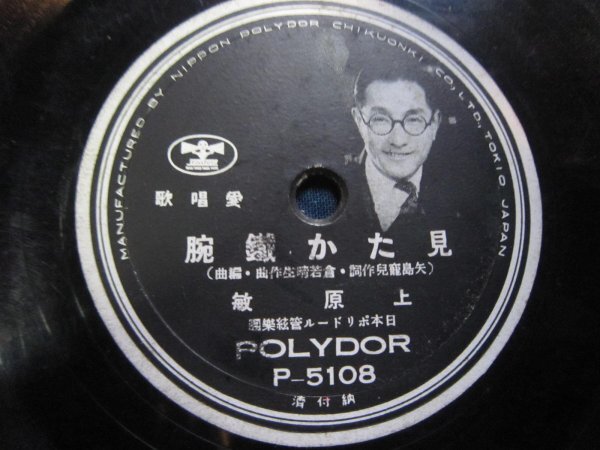 MANUFACTURED BY NIPPON POLYDOR CHIKUONKI CO., LTD., TOKIO JAPAN
愛唱歌
見たか鐵腕
(矢島寵兒作詞・倉若晴生作曲・編曲)
上原敏
日本ポリドール管絃樂團
POLYDOR
P-5108
納付濟